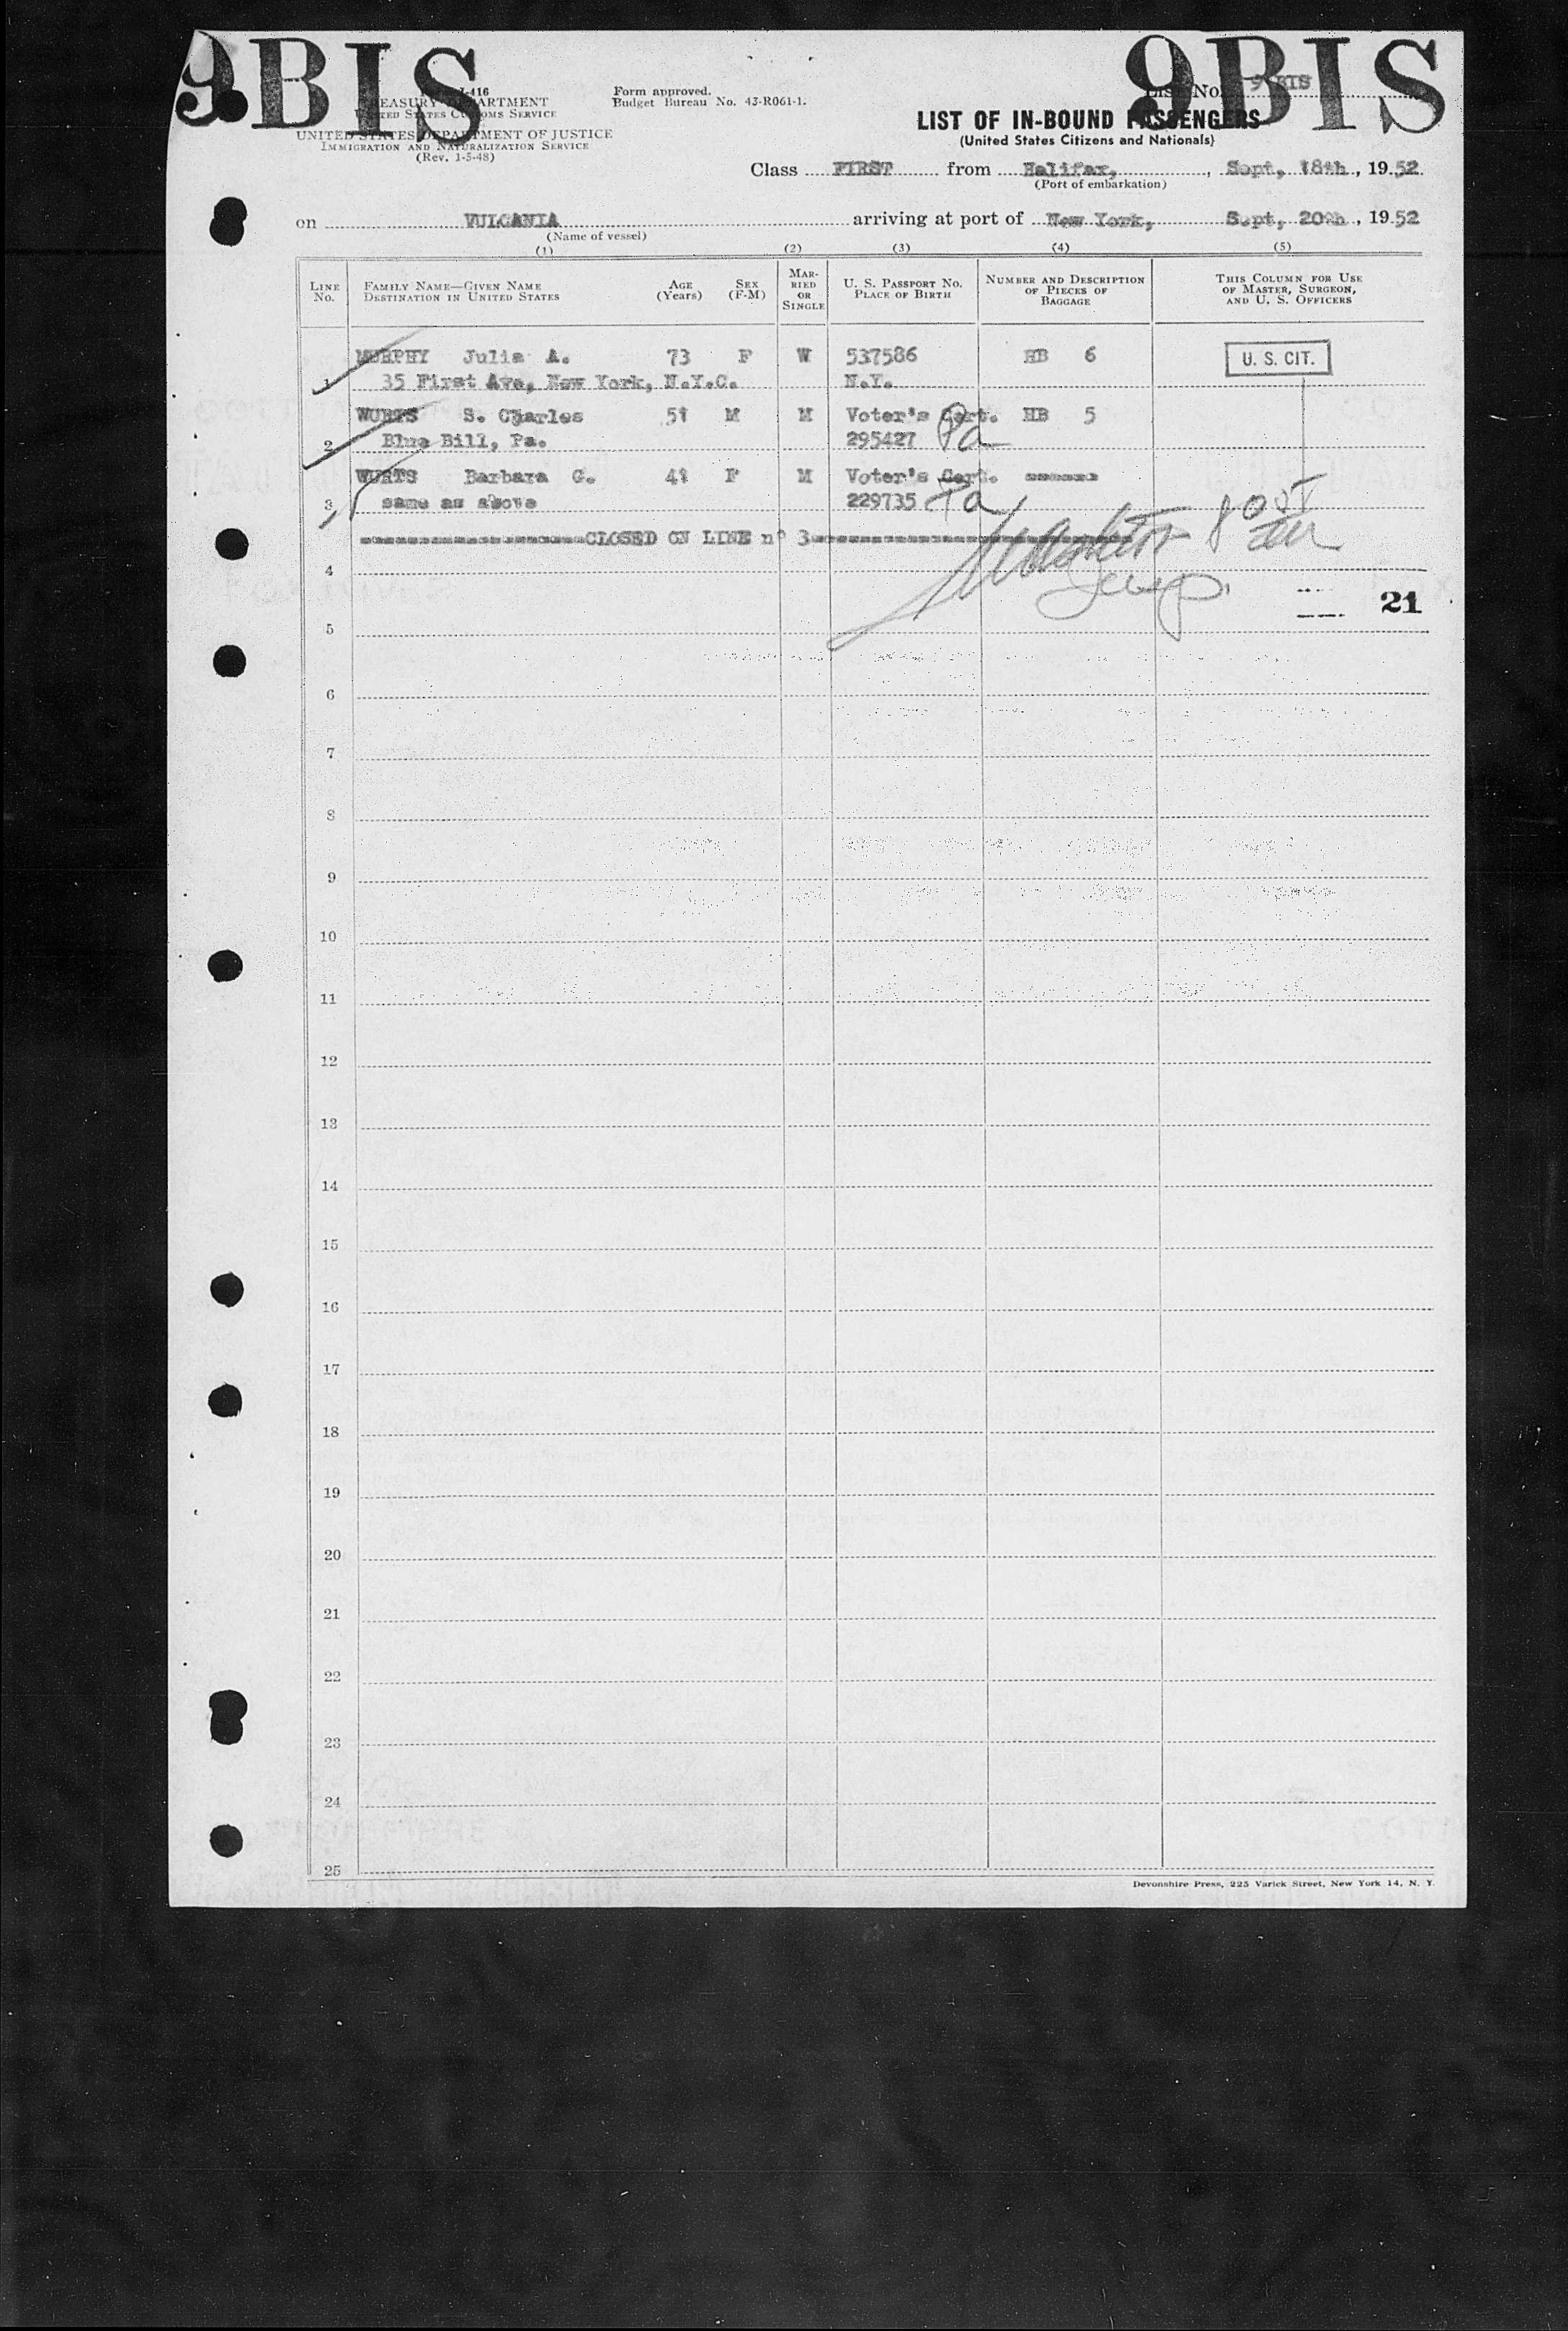 9BIS 9BIS
I-416
TREASURY DEPARTMENT
UNITED STATES CUSTOMS SERVICE
UNITED STATES DEPARTMENT OF JUSTICE
IMMIGRATION AND NATURALIZATION SERVICE
(Rev. 1-5-48)
Form approved.
Budget Bureau No. 43-R061-1.
List No. 9 BIS
LIST OF IN-BOUND PASSENGERS
(United States Citizens and Nationals)
Class FIRST from Halifax, , Sept, 18th, 1952
(Port of embarkation)
on VULCANIA arriving at port of New York, Sept, 20th, 1952
(Name of vessel)
(1) (2) (3) (4) (5)
LINE No. FAMILY NAME—GIVEN NAME DESTINATION IN UNITED STATES AGE (Years) SEX (F-M) MARRIED OR SINGLE U. S. PASSPORT No. PLACE OF BIRTH NUMBER AND DESCRIPTION OF PIECES OF BAGGAGE THIS COLUMN FOR USE OF MASTER, SURGEON, AND U. S. OFFICERS
MURPHY Julia A. 73 F W 537586 HB 6 U. S. CIT.
1 35 First Ave, New York, N.Y.C. N.Y.
WURTS S. Charles M M Voter's Cert. HB 5
2 Blue Bill, Pa. 295427 Pa
WURTS Barbara G. F M Voter's Cert.
3 same as above 229735 Pa
CLOSED ON LINE n° 3
4
21
5
6
7
8
9
10
11
12
13
14
15
16
17
18
19
20
21
22
23
24
25
Devonshire Press, 225 Varick Street, New York 14, N. Y.